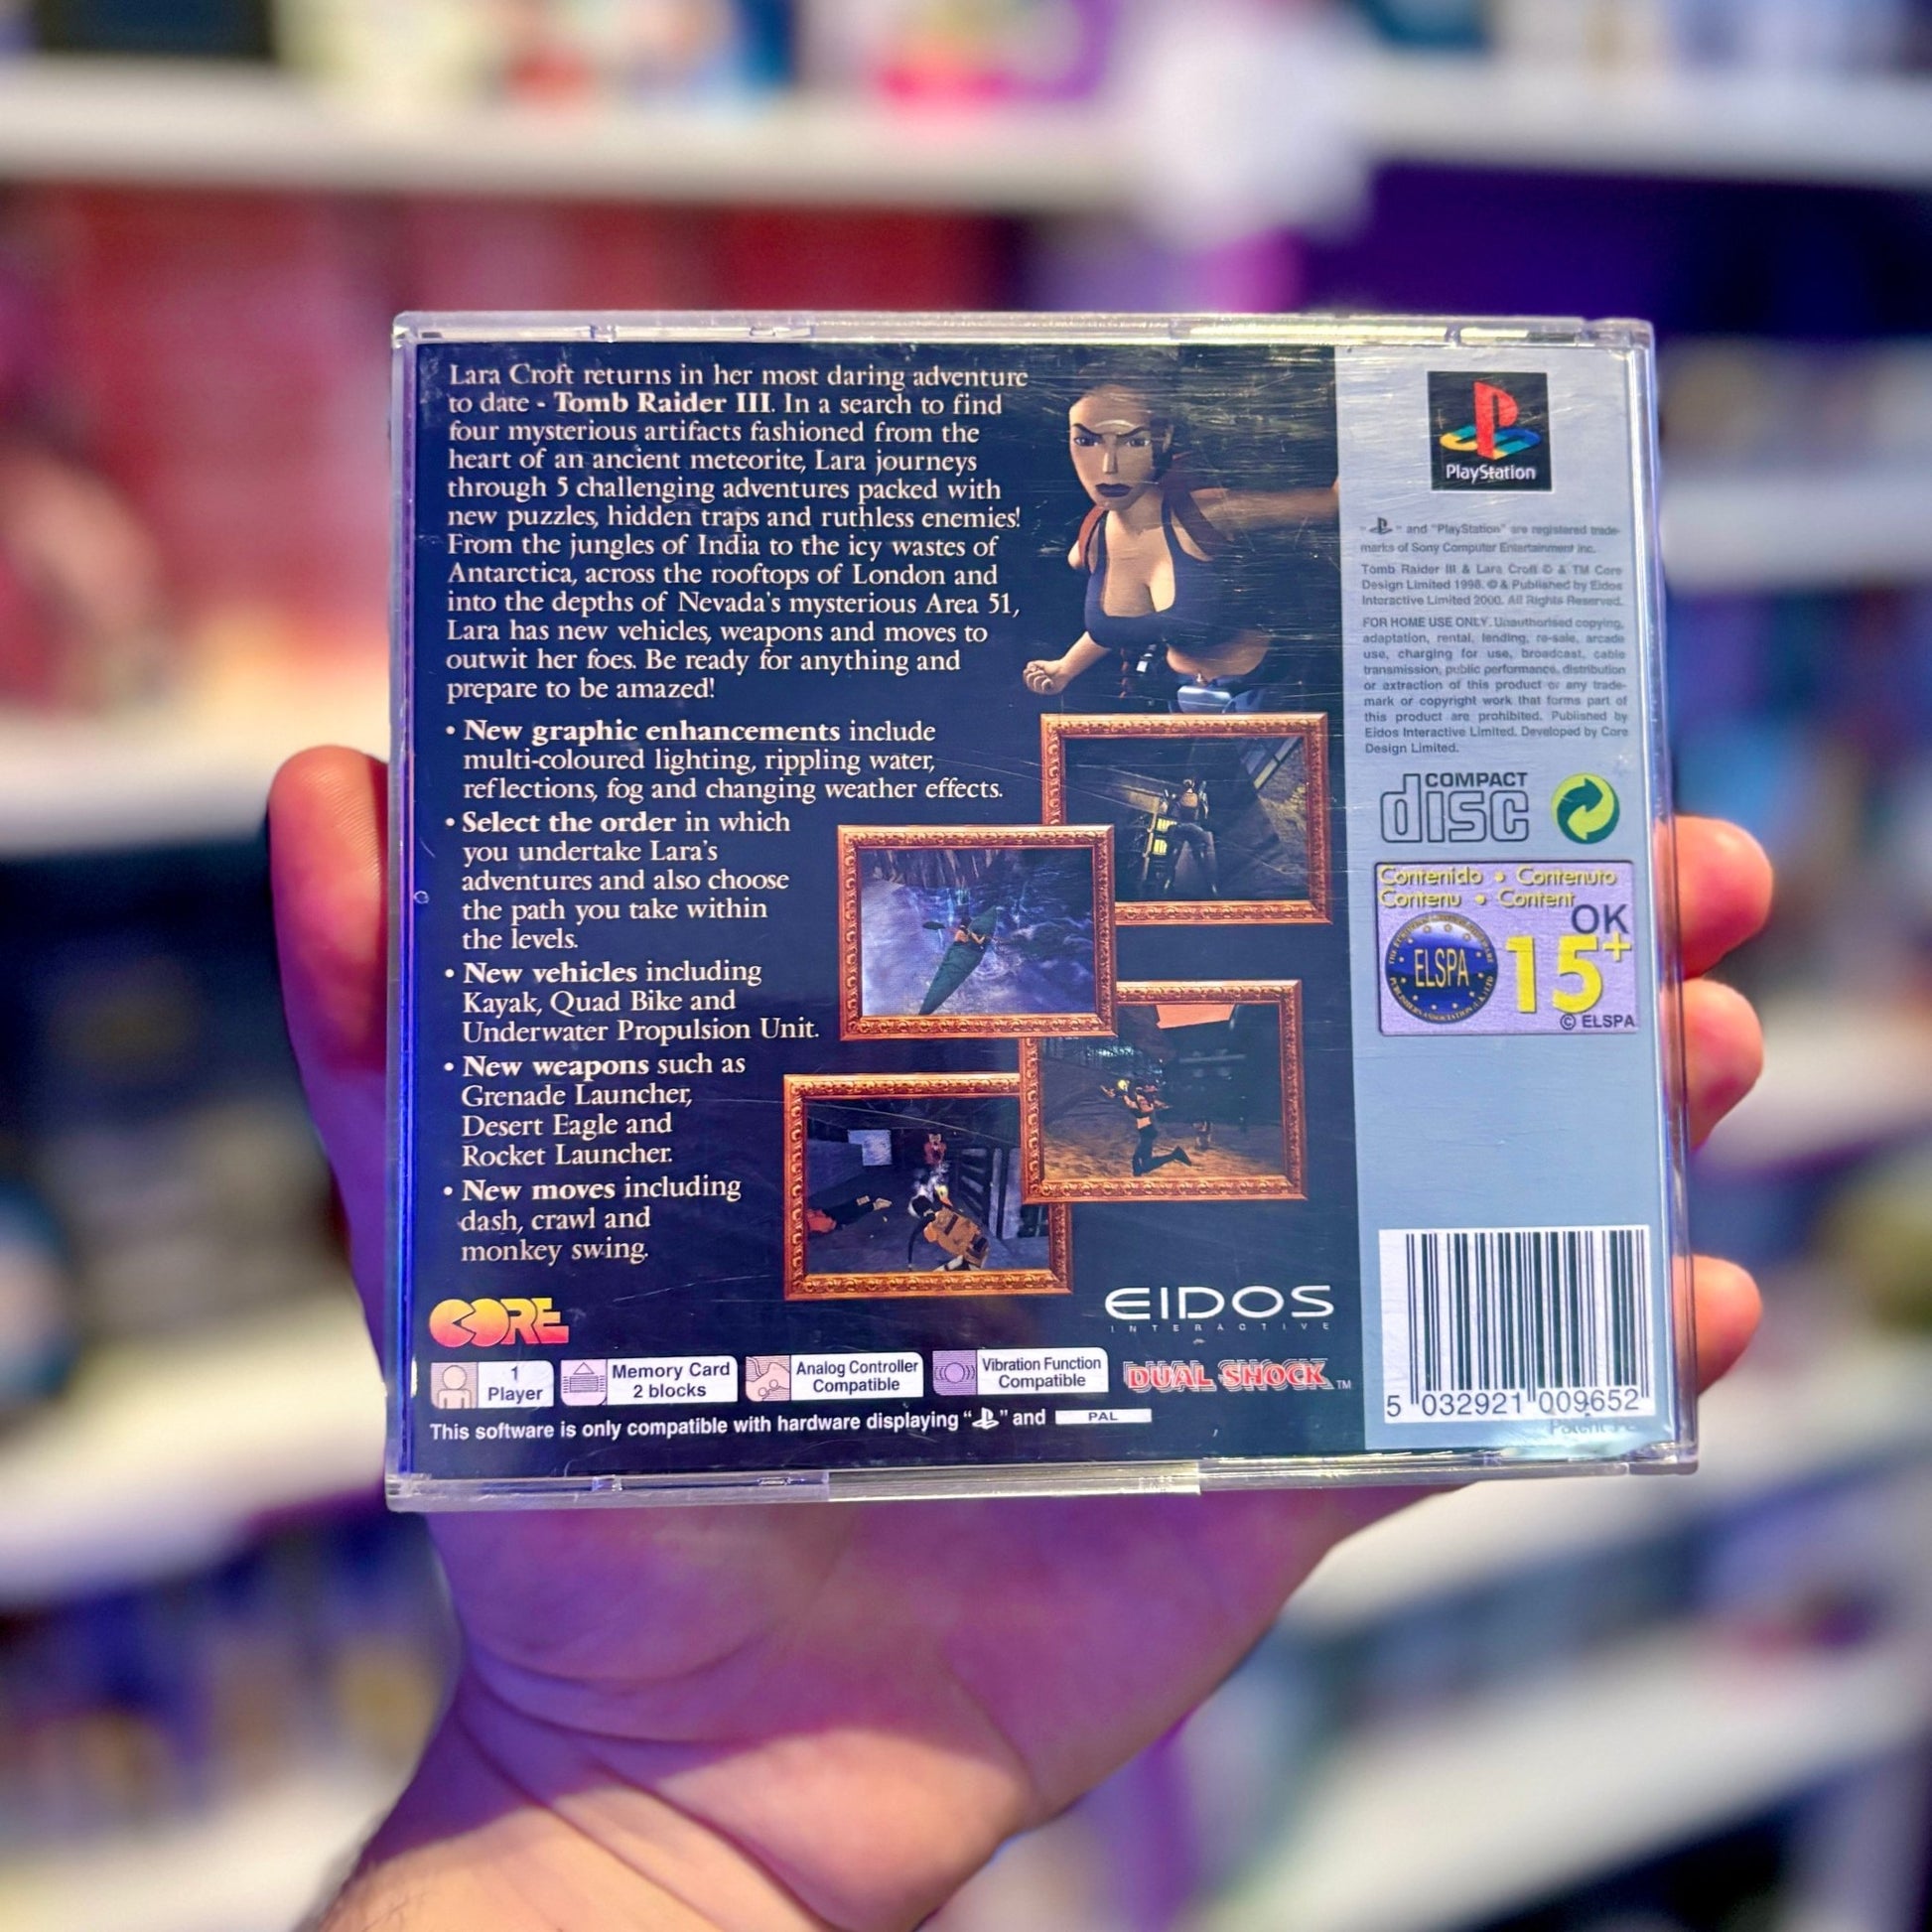 Lara Croft returns in her most daring adventure
to date - Tomb Raider III. In a search to find
four mysterious artifacts fashioned from the
heart of an ancient meteorite, Lara journeys
through 5 challenging adventures packed with
new puzzles, hidden traps and ruthless enemies!
From the jungles of India to the icy wastes of
Antarctica, across the rooftops of London and
into the depths of Nevada's mysterious Area 51,
Lara has new vehicles, weapons and moves to
outwit her foes. Be ready for anything and
prepare to be amazed!
• New graphic enhancements include
multi-coloured lighting, rippling water,
reflections, fog and changing weather effects.
• Select the order in which
you undertake Lara's
adventures and also choose
the path you take within
the levels.
• New vehicles including
Kayak, Quad Bike and
Underwater Propulsion Unit.
• New weapons such as
Grenade Launcher,
Desert Eagle and
Rocket Launcher.
• New moves including
dash, crawl and
monkey swing.
CORE
EIDOS
INTERACTIVE
1
Player
Memory Card
2 blocks
Analog Controller
Compatible
Vibration Function
Compatible
DUAL SHOCK™
This software is only compatible with hardware displaying " " and PAL
PlayStation
" " and "PlayStation" are registered trade-
marks of Sony Computer Entertainment Inc.
Tomb Raider III & Lara Croft © & TM Core
Design Limited 1998. © & Published by Eidos
Interactive Limited 2000. All Rights Reserved.
FOR HOME USE ONLY. Unauthorised copying,
adaptation, rental, lending, re-sale, arcade
use, charging for use, broadcast, cable
transmission, public performance, distribution
or extraction of this product or any trade-
mark or copyright work that forms part of
this product are prohibited. Published by
Eidos Interactive Limited. Developed by Core
Design Limited.
COMPACT
disc
Contenido • Contenuto
Contenu • Content
OK
ELSPA
15+
© ELSPA
5 032921 009652